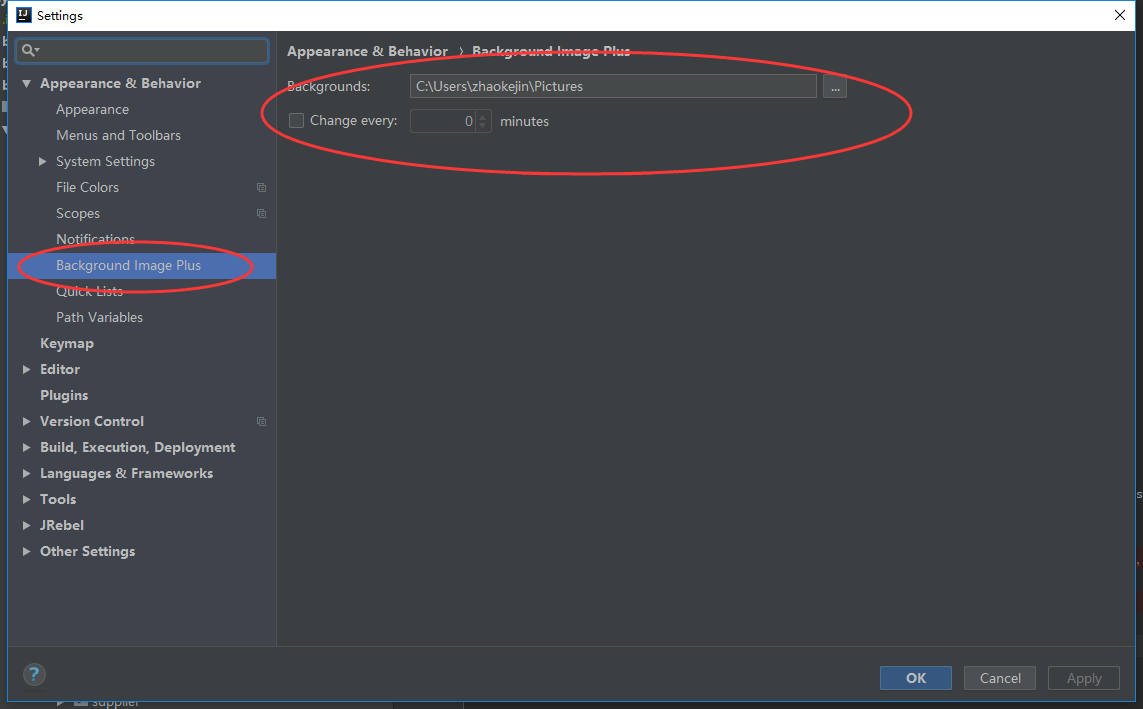 Settings
Appearance & Behavior › Background Image Plus
Appearance & Behavior
Appearance
Menus and Toolbars
System Settings
File Colors
Scopes
Notifications
Background Image Plus
Quick Lists
Path Variables
Keymap
Editor
Plugins
Version Control
Build, Execution, Deployment
Languages & Frameworks
Tools
JRebel
Other Settings
Backgrounds: C:\Users\zhaokejin\Pictures ...
Change every: 0 minutes
?
OK Cancel Apply
supplier